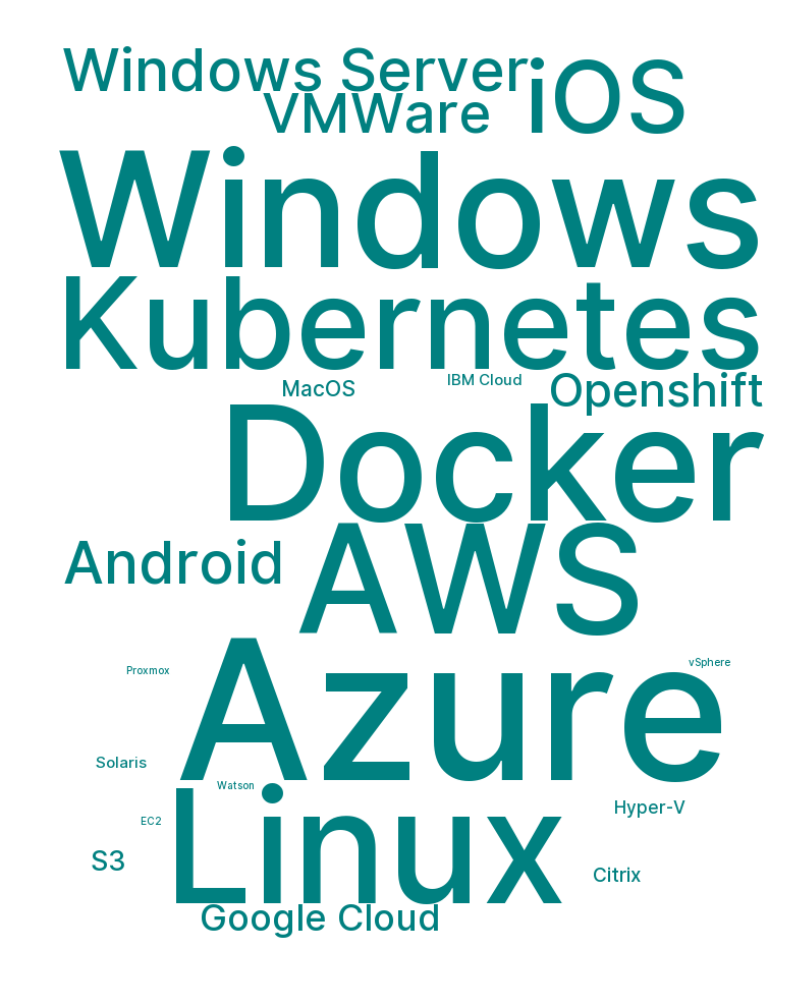 Windows Server
iOS
VMWare
Windows
Kubernetes
MacOS
IBM Cloud
Openshift
Docker
Android
AWS
Azure
Proxmox
vSphere
Solaris
Watson
Linux
Hyper-V
EC2
S3
Citrix
Google Cloud